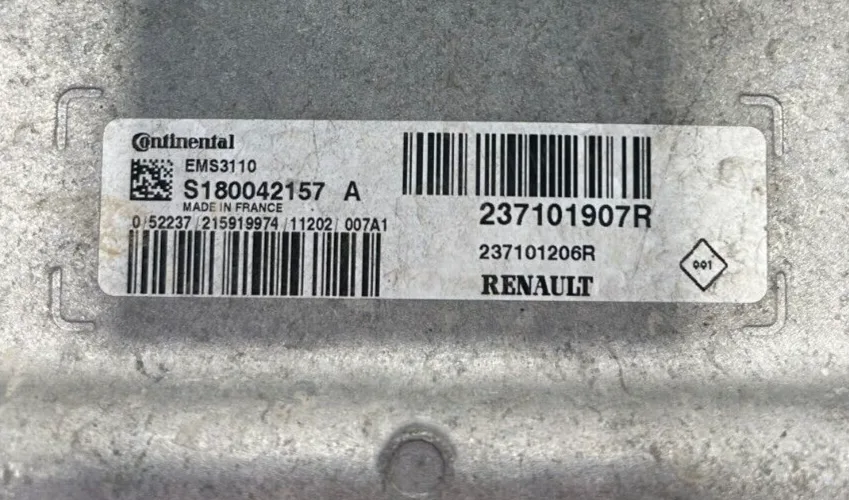 Continental
EMS3110
S180042157 A
MADE IN FRANCE
0/52237/215919974/11202/007A1
237101907R
237101206R
RENAULT
001